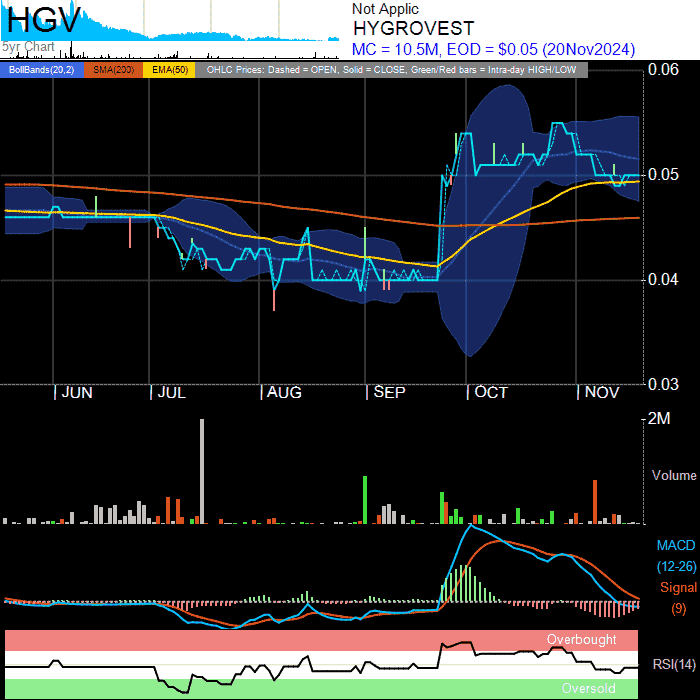 HGV
5yr Chart
Not Applic
HYGROVEST
MC = 10.5M, EOD = $0.05 (20Nov2024)
BollBands(20,2) SMA(200) EMA(50) OHLC Prices: Dashed = OPEN, Solid = CLOSE, Green/Red bars = Intra-day HIGH/LOW
0.06
0.05
0.04
0.03
JUN JUL AUG SEP OCT NOV
2M
Volume
MACD
(12-26)
Signal
(9)
Overbought
RSI(14)
Oversold